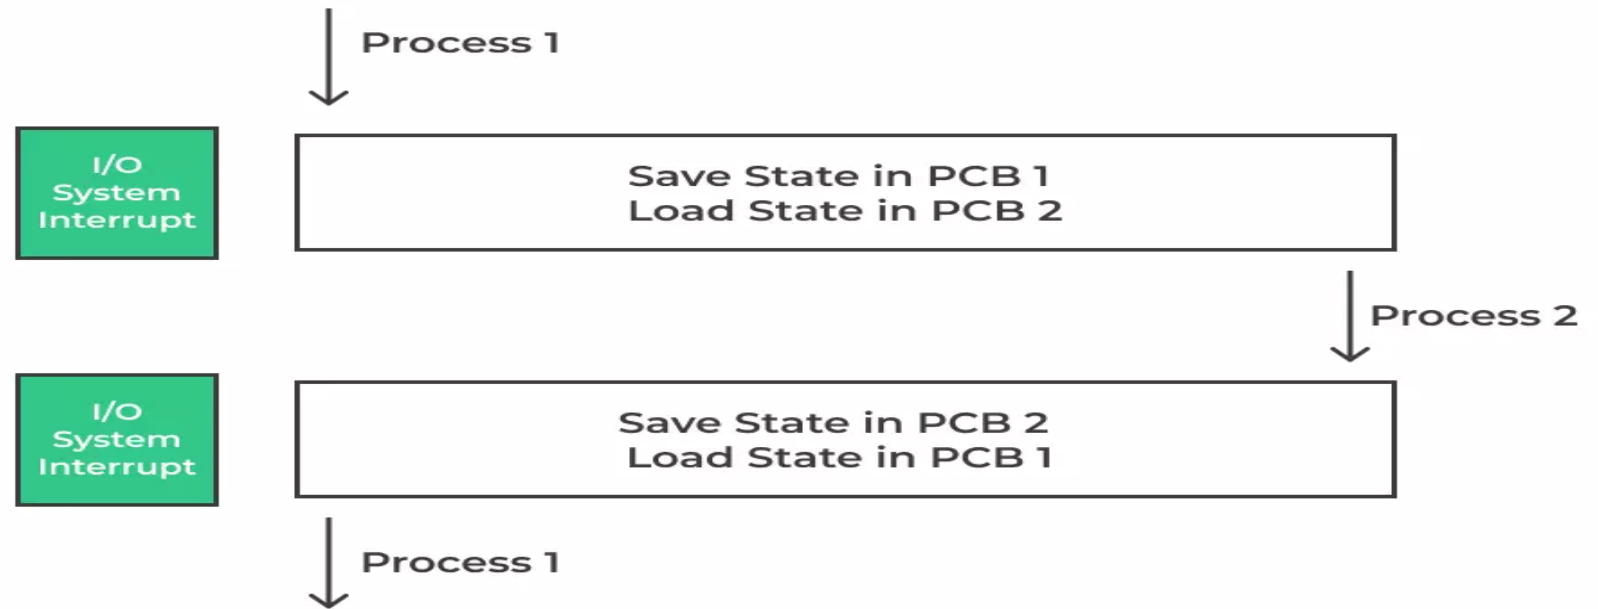 Process 1
I/O
System
Interrupt
Save State in PCB 1
Load State in PCB 2
Process 2
I/O
System
Interrupt
Save State in PCB 2
Load State in PCB 1
Process 1